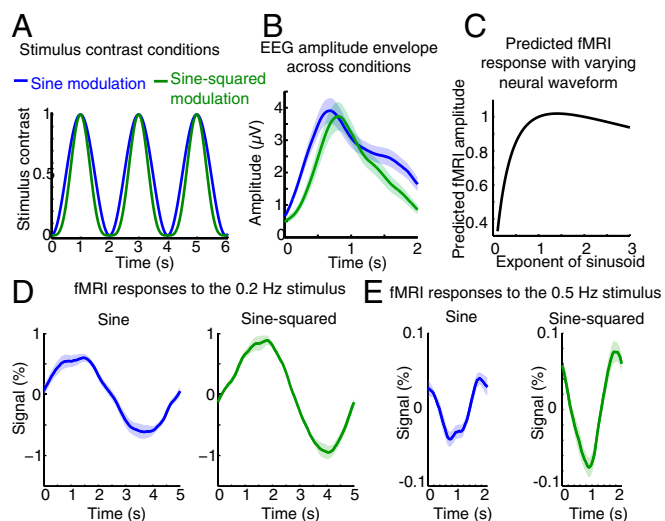 A
Stimulus contrast conditions
Sine modulation
Sine-squared
modulation
Stimulus contrast
1
0.5
0
0 1 2 3 4 5 6
Time (s)
B
EEG amplitude envelope
across conditions
Amplitude (µV)
5
4
3
2
1
0
0 1 2
Time (s)
C
Predicted fMRI
response with varying
neural waveform
Predicted fMRI amplitude
1
0.8
0.6
0.4
0 1 2 3
Exponent of sinusoid
D
fMRI responses to the 0.2 Hz stimulus
Sine
Signal (%)
1
0
−1
0 1 2 3 4 5
Time (s)
Sine-squared
1
0
−1
0 1 2 3 4 5
Time (s)
E
fMRI responses to the 0.5 Hz stimulus
Sine
Signal (%)
0.1
0
-0.1
0 1 2
Time (s)
Sine-squared
0.1
0
-0.1
0 1 2
Time (s)